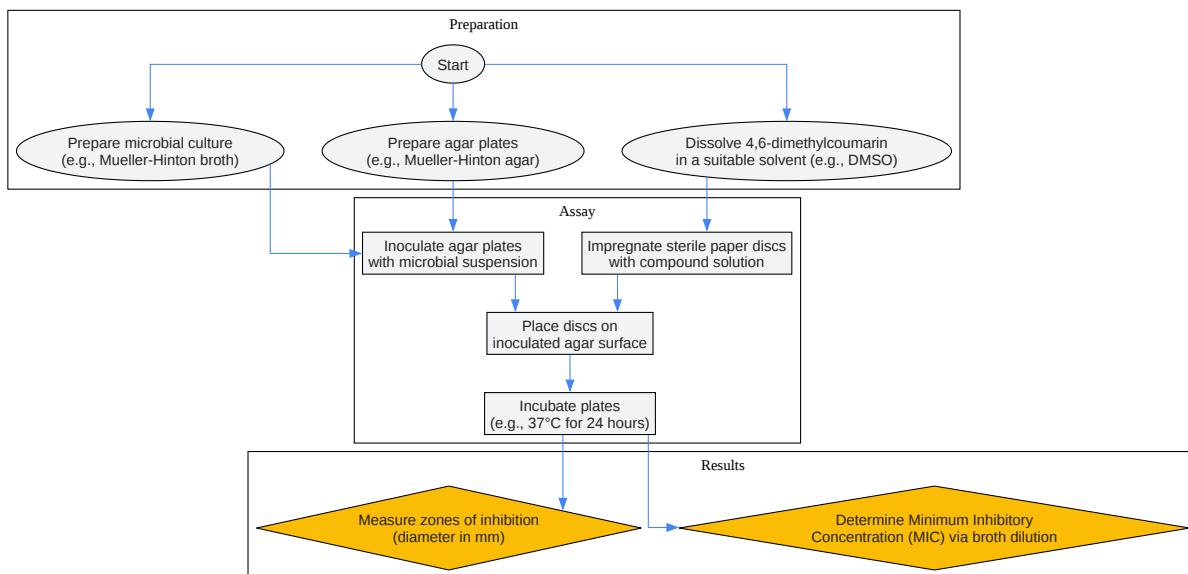 Preparation
Start
Prepare microbial culture
(e.g., Mueller-Hinton broth)
Prepare agar plates
(e.g., Mueller-Hinton agar)
Dissolve 4,6-dimethylcoumarin
in a suitable solvent (e.g., DMSO)
Assay
Inoculate agar plates
with microbial suspension
Impregnate sterile paper discs
with compound solution
Place discs on
inoculated agar surface
Incubate plates
(e.g., 37°C for 24 hours)
Results
Measure zones of inhibition
(diameter in mm)
Determine Minimum Inhibitory
Concentration (MIC) via broth dilution